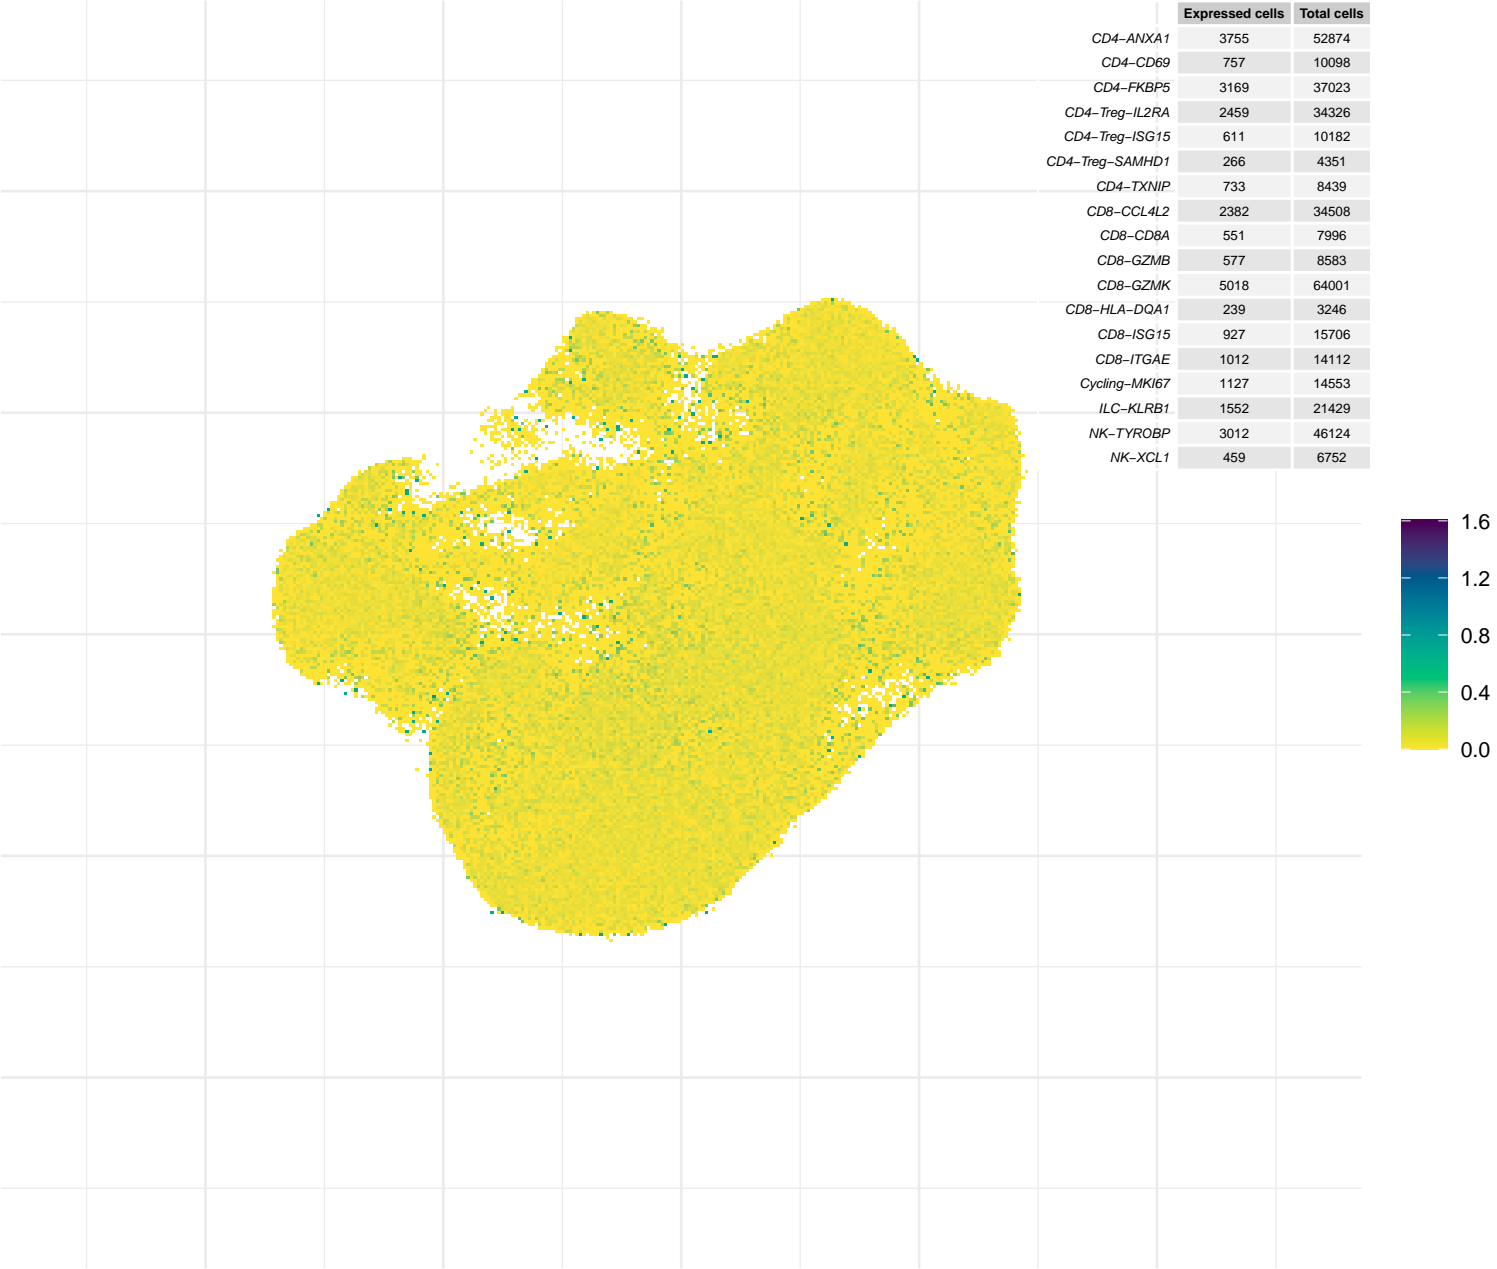 Expressed cells Total cells
CD4−ANXA1 3755 52874
CD4−CD69 757 10098
CD4−FKBP5 3169 37023
CD4−Treg−IL2RA 2459 34326
CD4−Treg−ISG15 611 10182
CD4−Treg−SAMHD1 266 4351
CD4−TXNIP 733 8439
CD8−CCL4L2 2382 34508
CD8−CD8A 551 7996
CD8−GZMB 577 8583
CD8−GZMK 5018 64001
CD8−HLA−DQA1 239 3246
CD8−ISG15 927 15706
CD8−ITGAE 1012 14112
Cycling−MKI67 1127 14553
ILC−KLRB1 1552 21429
NK−TYROBP 3012 46124
NK−XCL1 459 6752
1.6
1.2
0.8
0.4
0.0